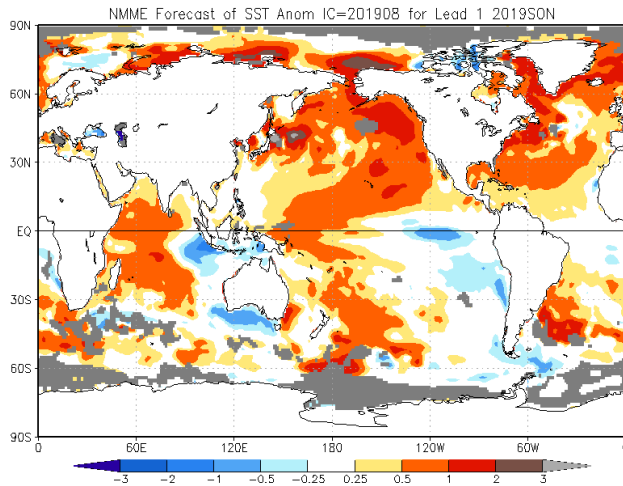 NMME Forecast of SST Anom IC=201908 for Lead 1 2019SON
90N
60N
30N
EQ
30S
60S
90S
0 60E 120E 180 120W 60W 0
-3 -2 -1 -0.5 -0.25 0.25 0.5 1 2 3